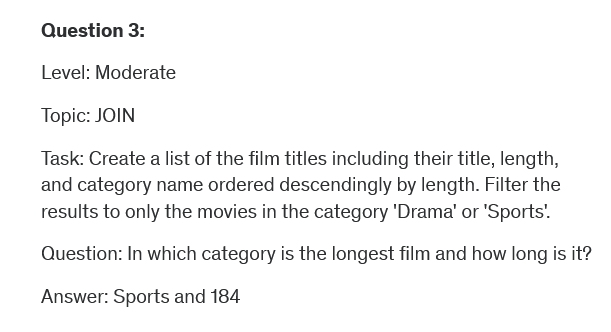 Question 3:
Level: Moderate
Topic: JOIN
Task: Create a list of the film titles including their title, length,
and category name ordered descendingly by length. Filter the
results to only the movies in the category 'Drama' or 'Sports'.
Question: In which category is the longest film and how long is it?
Answer: Sports and 184